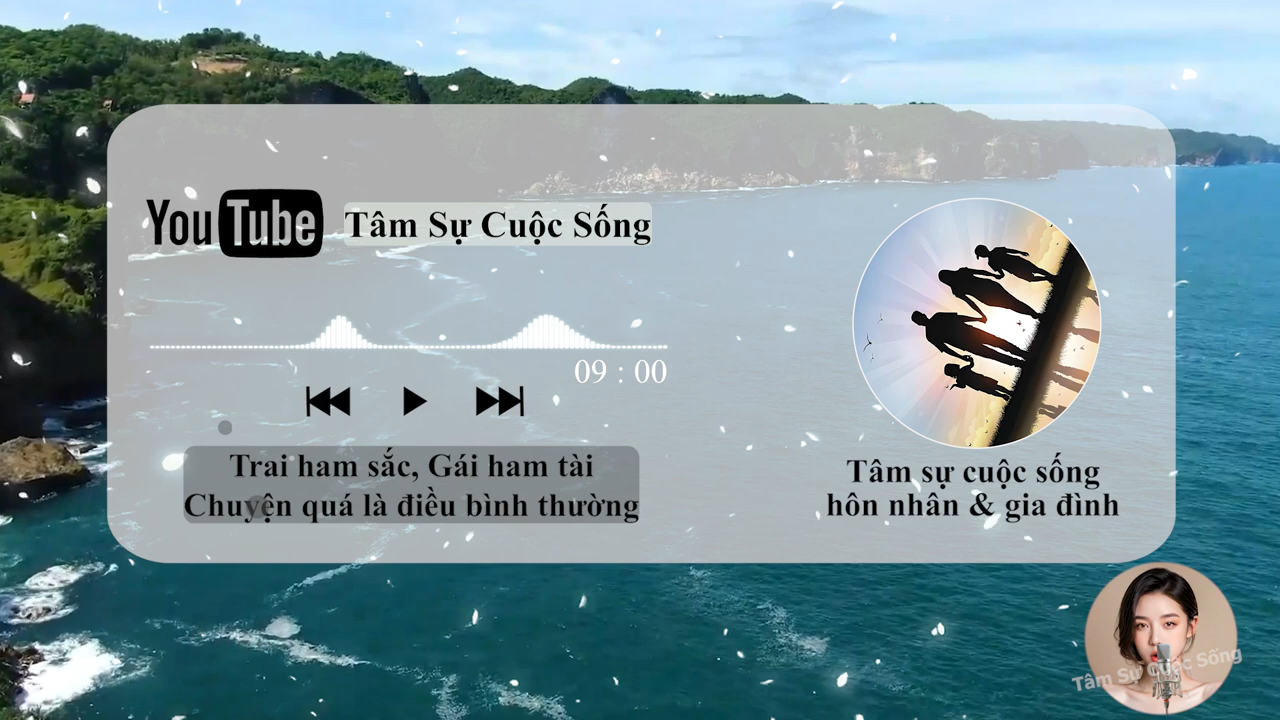 YouTube Tâm Sự Cuộc Sống
09 : 00
Trai ham sắc, Gái ham tài
Chuyện quá là điều bình thường
Tâm sự cuộc sống
hôn nhân & gia đình
Tâm Sự Cuộc Sống